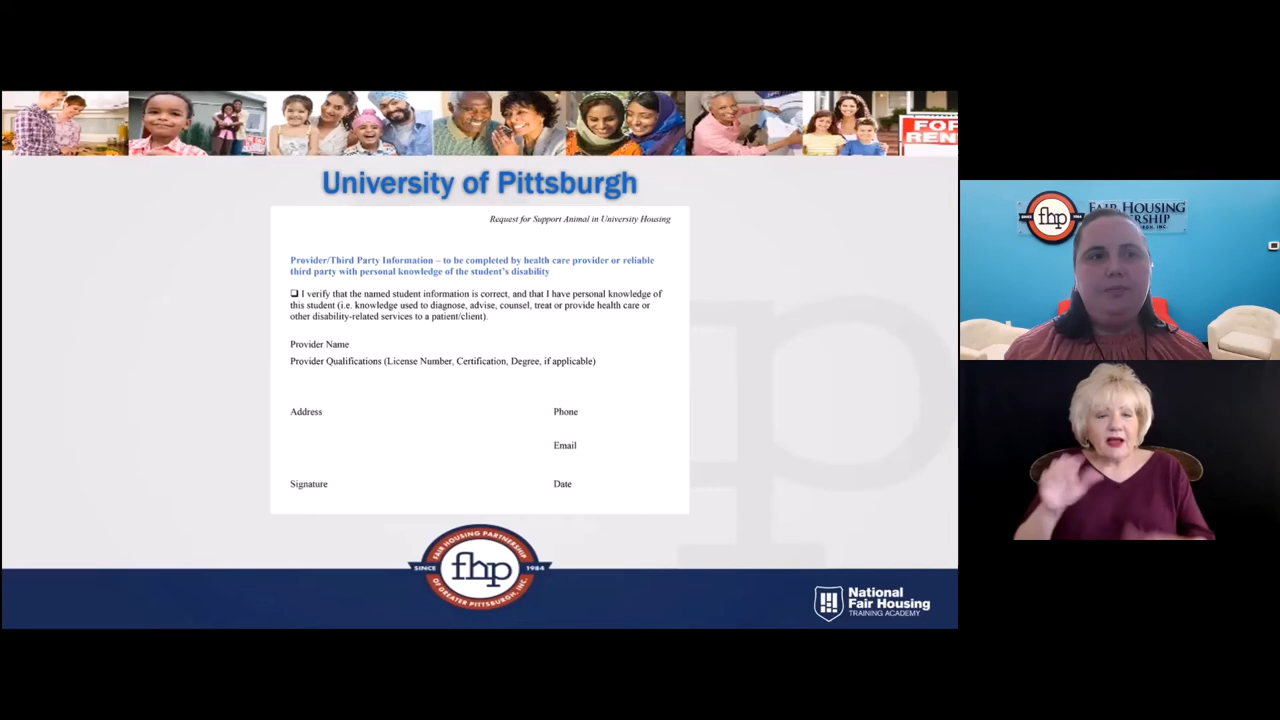 FOR
RENT
University of Pittsburgh
Request for Support Animal in University Housing
Provider/Third Party Information – to be completed by health care provider or reliable
third party with personal knowledge of the student's disability
❑ I verify that the named student information is correct, and that I have personal knowledge of
this student (i.e. knowledge used to diagnose, advise, counsel, treat or provide health care or
other disability-related services to a patient/client).
Provider Name
Provider Qualifications (License Number, Certification, Degree, if applicable)
Address
Phone
Email
Signature
Date
FAIR HOUSING PARTNERSHIP
SINCE
fhp
1984
OF GREATER PITTSBURGH, INC.
National
Fair Housing
TRAINING ACADEMY
SINCE
fhp
1984
FAIR HOUSING